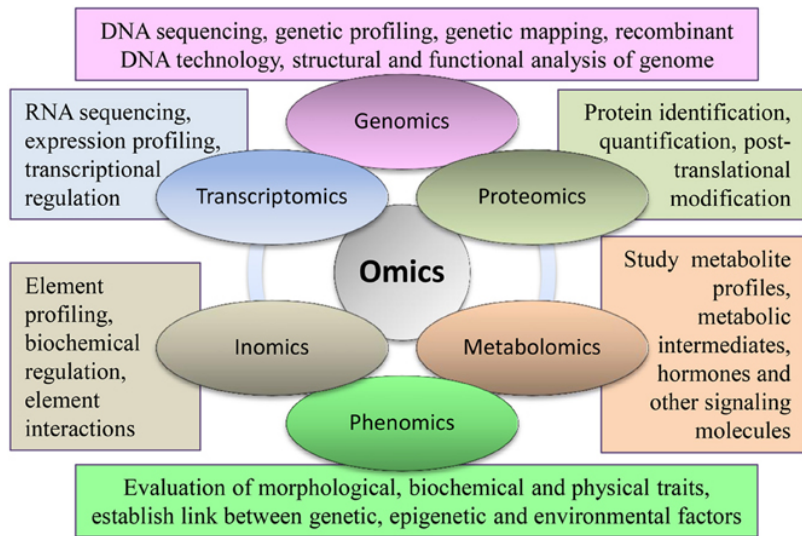 DNA sequencing, genetic profiling, genetic mapping, recombinant
DNA technology, structural and functional analysis of genome
Genomics
RNA sequencing,
expression profiling,
transcriptional
regulation
Transcriptomics
Protein identification,
quantification, post-
translational
modification
Proteomics
Omics
Element
profiling,
biochemical
regulation,
element
interactions
Inomics
Study metabolite
profiles,
metabolic
intermediates,
hormones and
other signaling
molecules
Metabolomics
Phenomics
Evaluation of morphological, biochemical and physical traits,
establish link between genetic, epigenetic and environmental factors